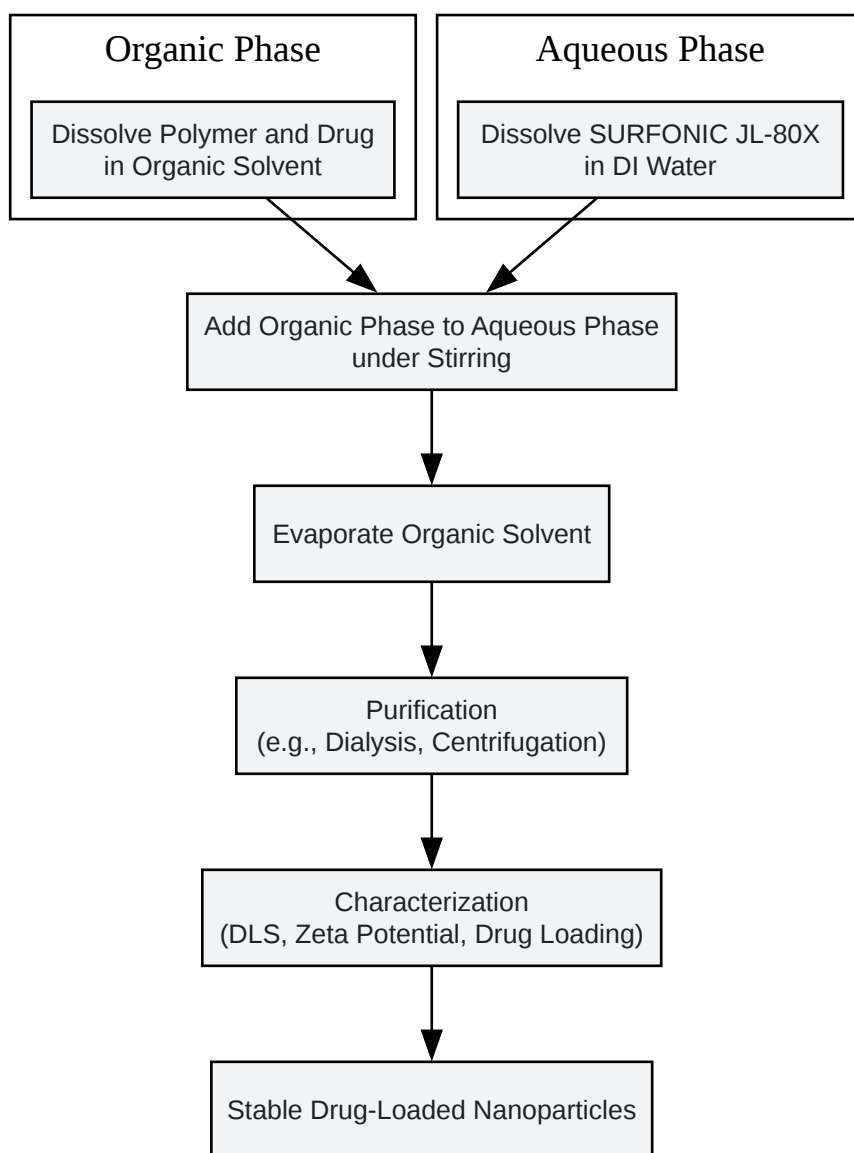 Organic Phase
Aqueous Phase
Dissolve Polymer and Drug
in Organic Solvent
Dissolve SURFONIC JL-80X
in DI Water
Add Organic Phase to Aqueous Phase
under Stirring
Evaporate Organic Solvent
Purification
(e.g., Dialysis, Centrifugation)
Characterization
(DLS, Zeta Potential, Drug Loading)
Stable Drug-Loaded Nanoparticles